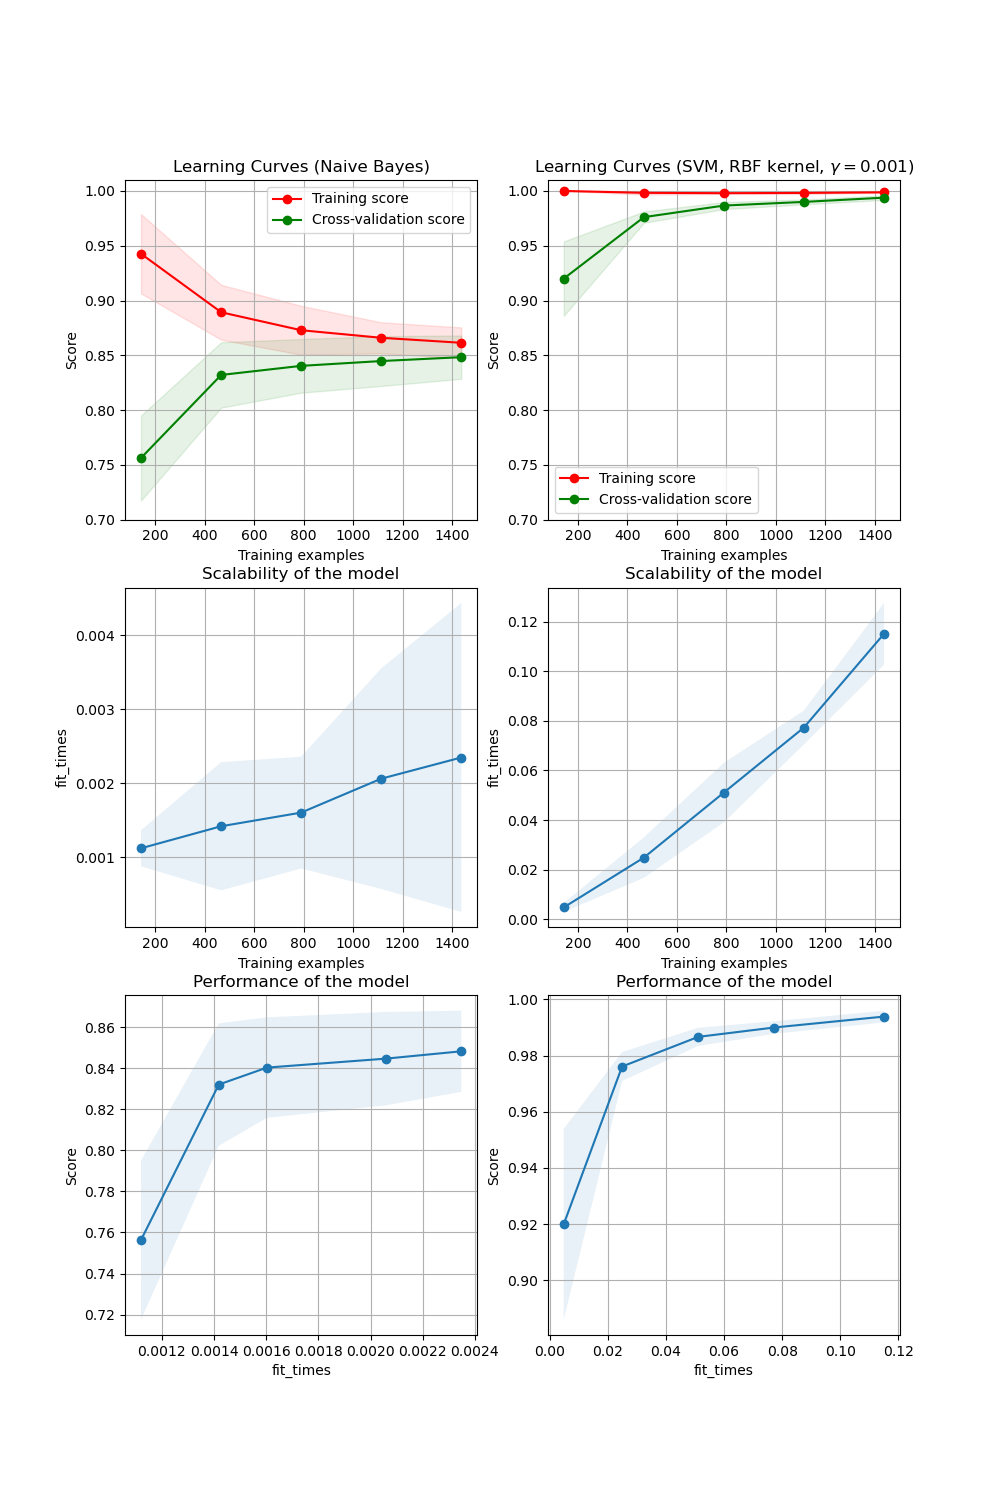 Learning Curves (Naive Bayes)
1.00
0.95
0.90
0.85
0.80
0.75
0.70
Score
Training score
Cross-validation score
200 400 600 800 1000 1200 1400
Training examples
Learning Curves (SVM, RBF kernel, γ = 0.001)
1.00
0.95
0.90
0.85
0.80
0.75
0.70
Score
Training score
Cross-validation score
200 400 600 800 1000 1200 1400
Training examples
Scalability of the model
0.004
0.003
0.002
0.001
fit_times
200 400 600 800 1000 1200 1400
Training examples
Scalability of the model
0.12
0.10
0.08
0.06
0.04
0.02
0.00
fit_times
200 400 600 800 1000 1200 1400
Training examples
Performance of the model
0.86
0.84
0.82
0.80
0.78
0.76
0.74
0.72
Score
0.0012 0.0014 0.0016 0.0018 0.0020 0.0022 0.0024
fit_times
Performance of the model
1.00
0.98
0.96
0.94
0.92
0.90
Score
0.00 0.02 0.04 0.06 0.08 0.10 0.12
fit_times